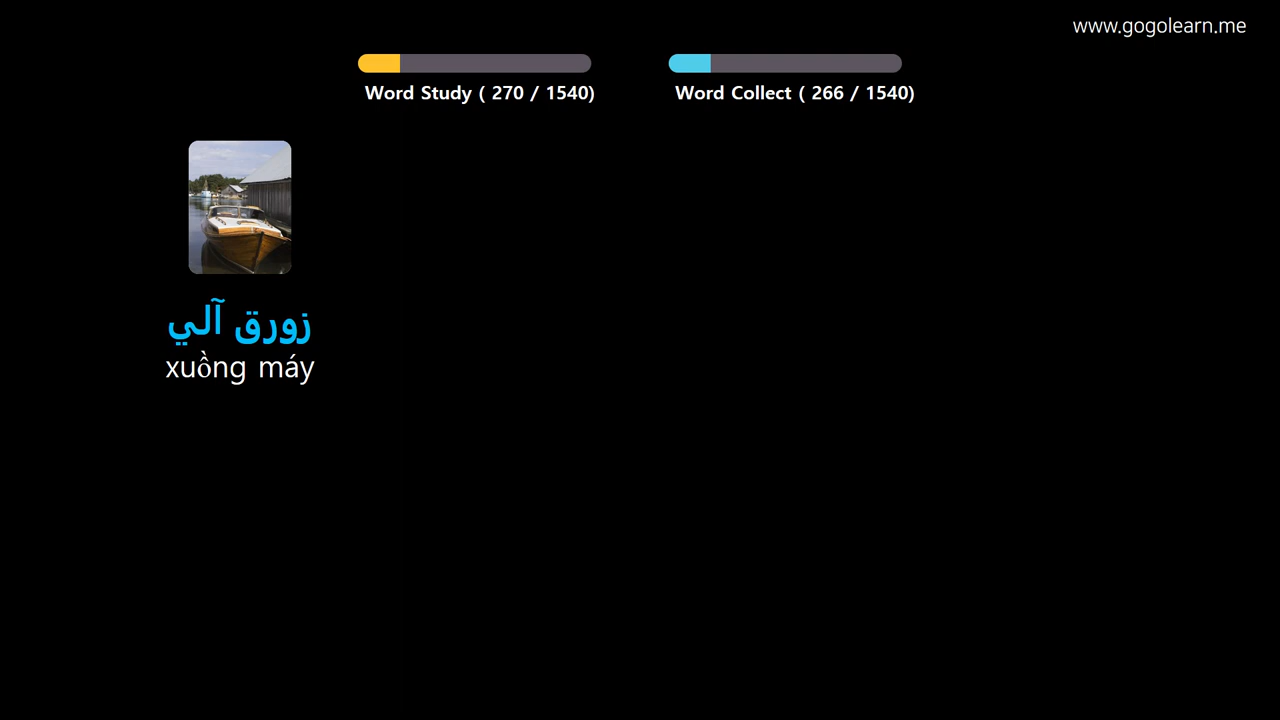 www.gogolearn.me
Word Study ( 270 / 1540)
Word Collect ( 266 / 1540)
زورق آلي
xuồng máy